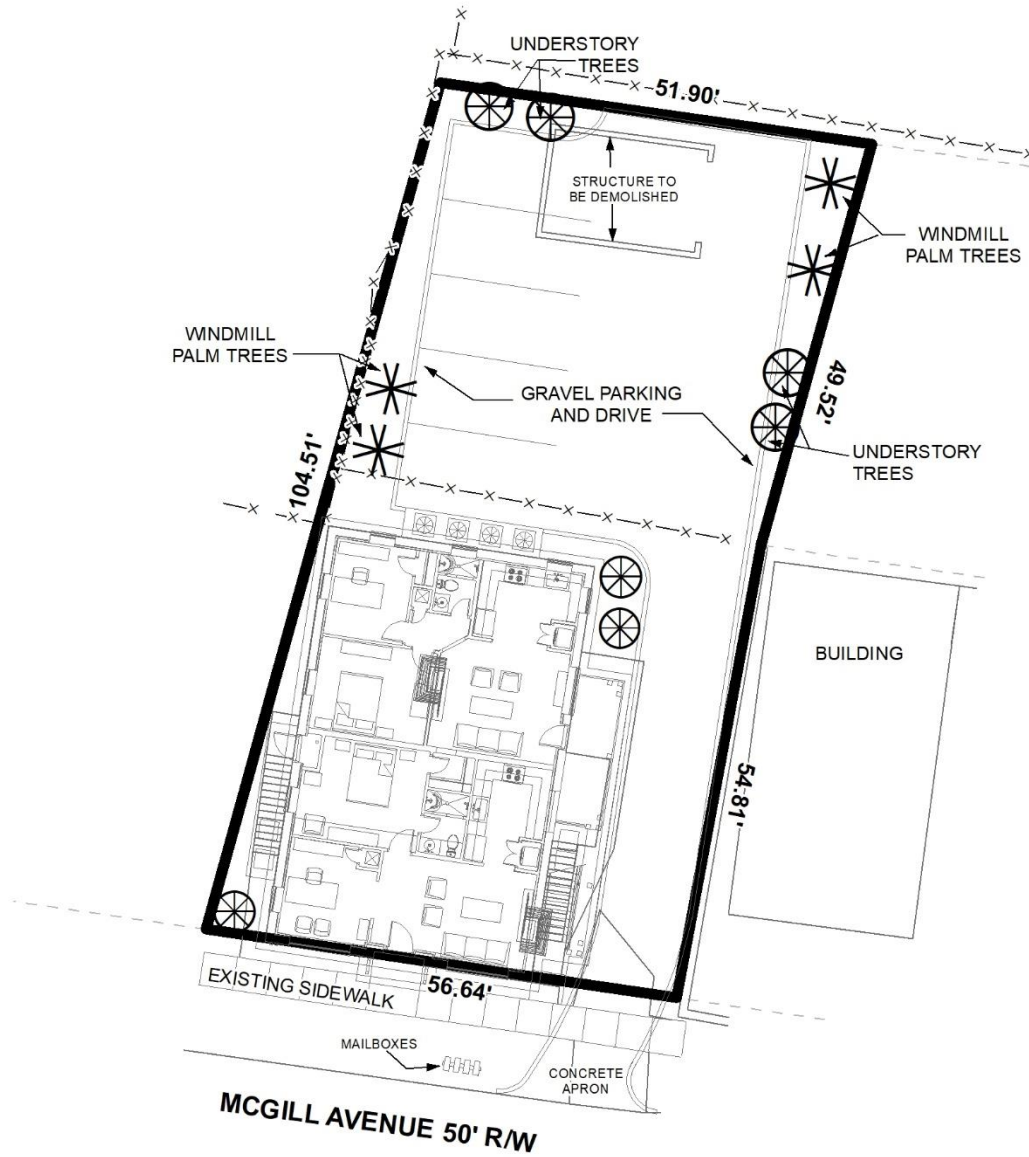 UNDERSTORY
TREES
51.90'
STRUCTURE TO
BE DEMOLISHED
WINDMILL
PALM TREES
WINDMILL
PALM TREES
GRAVEL PARKING
AND DRIVE
49.52'
UNDERSTORY
TREES
104.51'
BUILDING
54.81'
EXISTING SIDEWALK
56.64'
MAILBOXES
CONCRETE
APRON
MCGILL AVENUE 50' R/W